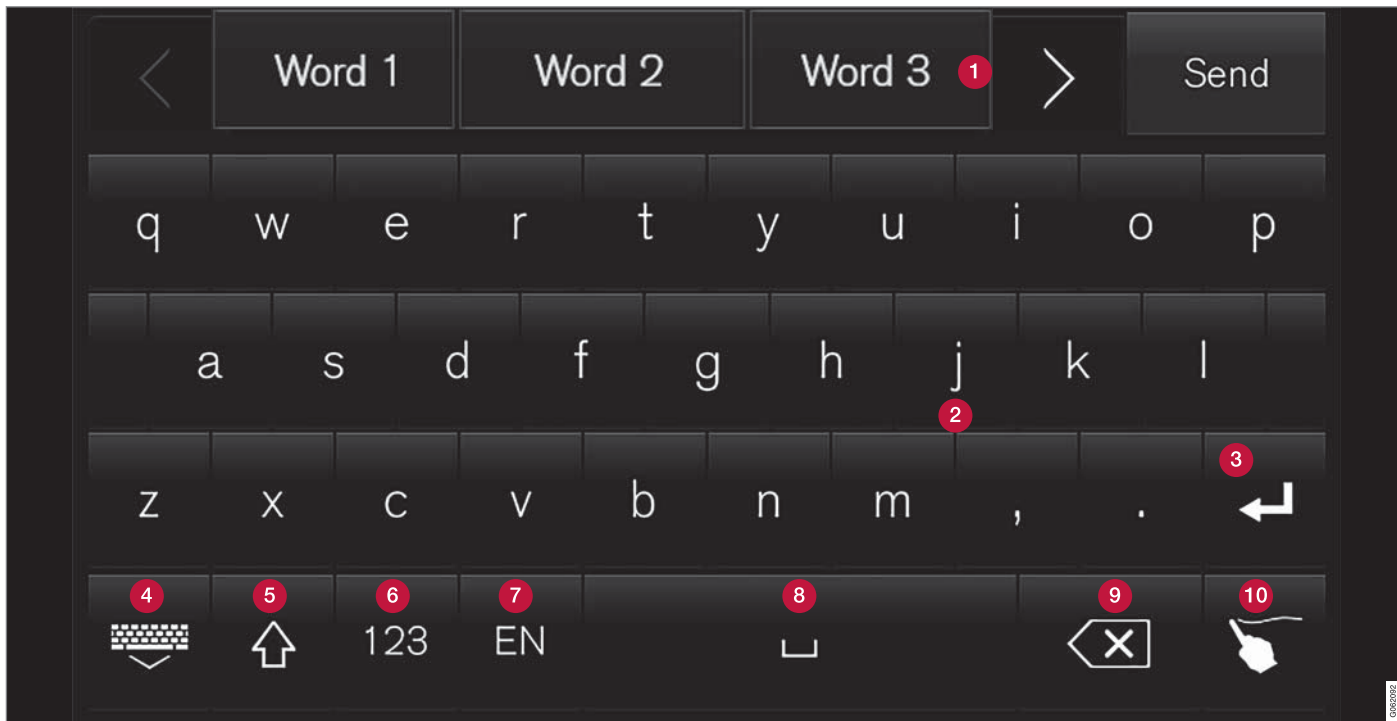 Word 1 Word 2 Word 3 1 Send
q w e r t y u i o p
a s d f g h j k l
2
3
z x c v b n m , .
4 5 6 7 8 9 10
123 EN
G062092